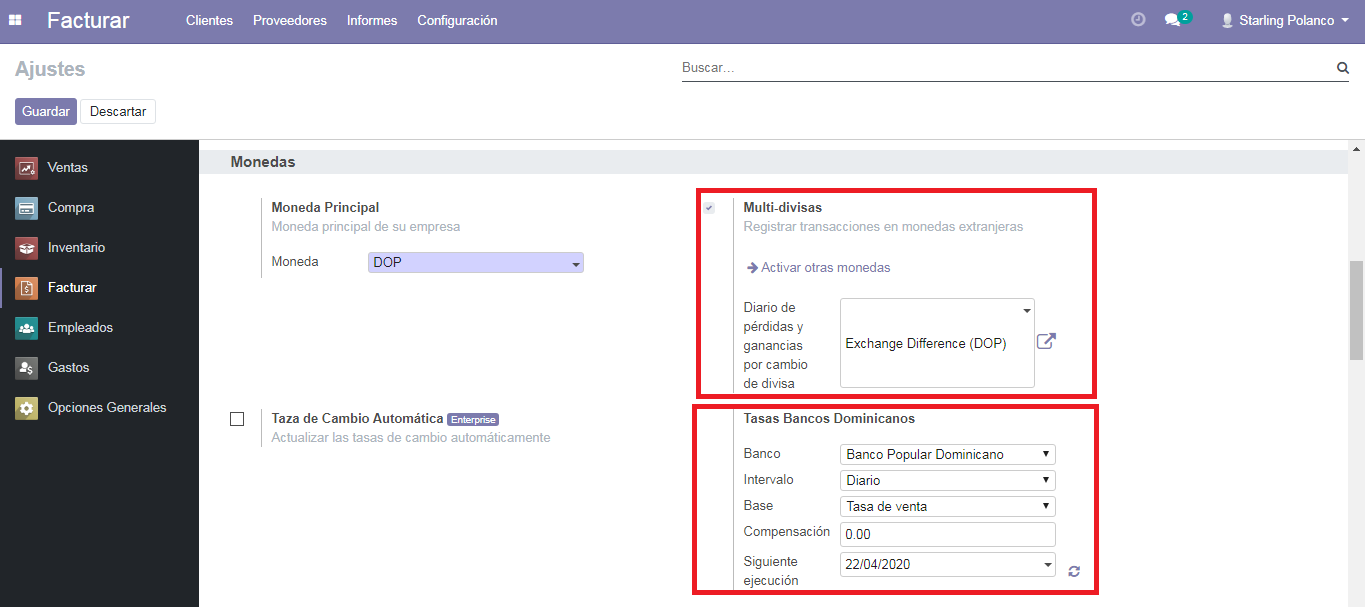 Facturar
Clientes
Proveedores
Informes
Configuración
2
Starling Polanco
Ajustes
Buscar...
Guardar
Descartar
Ventas
Compra
Inventario
Facturar
Empleados
Gastos
Opciones Generales
Monedas
Moneda Principal
Moneda principal de su empresa
Moneda
DOP
Multi-divisas
Registrar transacciones en monedas extranjeras
Activar otras monedas
Diario de
pérdidas y
ganancias
por cambio
de divisa
Exchange Difference (DOP)
Taza de Cambio Automática Enterprise
Actualizar las tasas de cambio automáticamente
Tasas Bancos Dominicanos
Banco
Banco Popular Dominicano
Intervalo
Diario
Base
Tasa de venta
Compensación
0.00
Siguiente
ejecución
22/04/2020